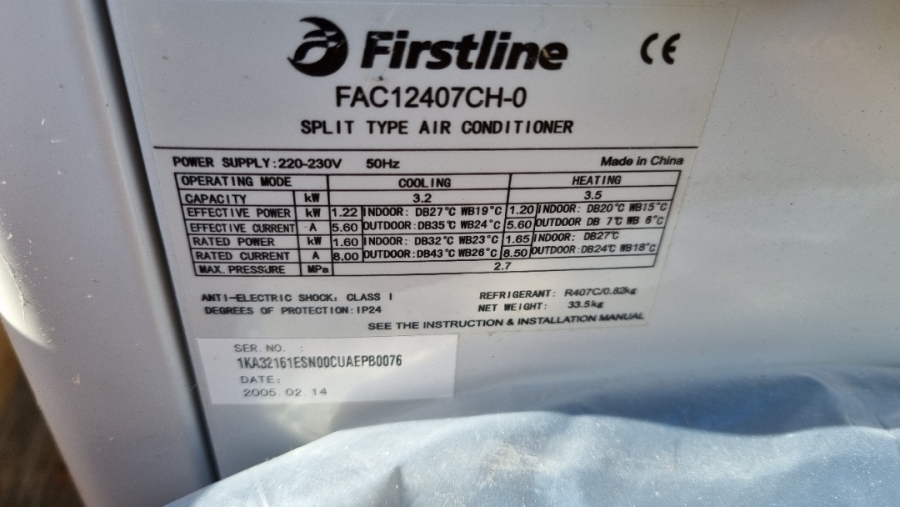 Firstline CE
FAC12407CH-0
SPLIT TYPE AIR CONDITIONER
POWER SUPPLY:220-230V 50Hz Made in China
OPERATING MODE COOLING HEATING
CAPACITY kW 3.2 3.5
EFFECTIVE POWER kW 1.22 INDOOR: DB27℃ WB19℃ 1.20 INDOOR: DB20℃ WB15℃
EFFECTIVE CURRENT A 5.60 OUTDOOR:DB35℃ WB24℃ 5.60 OUTDOOR DB 7℃ WB 6℃
RATED POWER kW 1.60 INDOOR: DB32℃ WB23℃ 1.65 INDOOR: DB27℃
RATED CURRENT A 8.00 OUTDOOR:DB43℃ WB26℃ 8.50 OUTDOOR:DB24℃ WB18℃
MAX. PRESSURE MPa 2.7
ANTI-ELECTRIC SHOCK, CLASS I REFRIGERANT: R407C/0.82kg
DEGREES OF PROTECTION:IP24 NET WEIGHT: 33.5kg
SEE THE INSTRUCTION & INSTALLATION MANUAL
SER. NO. :
1KA32161ESN00CUAEPB0076
DATE:
2005. 02. 14